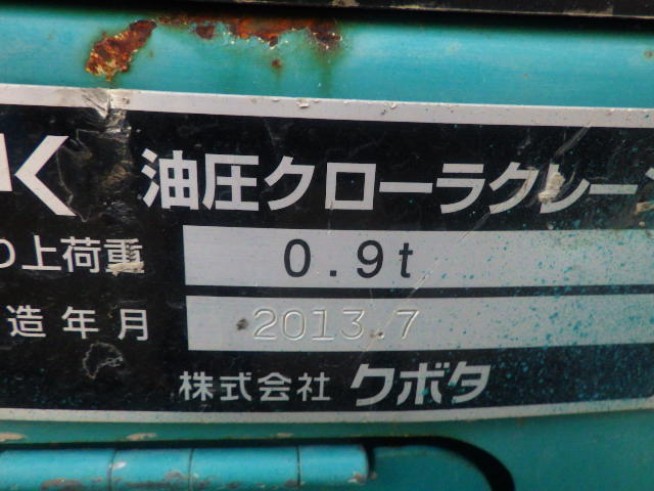 K 油圧クローラクレーン
上荷重 0.9t
造年月 2013.7
株式会社 クボタ